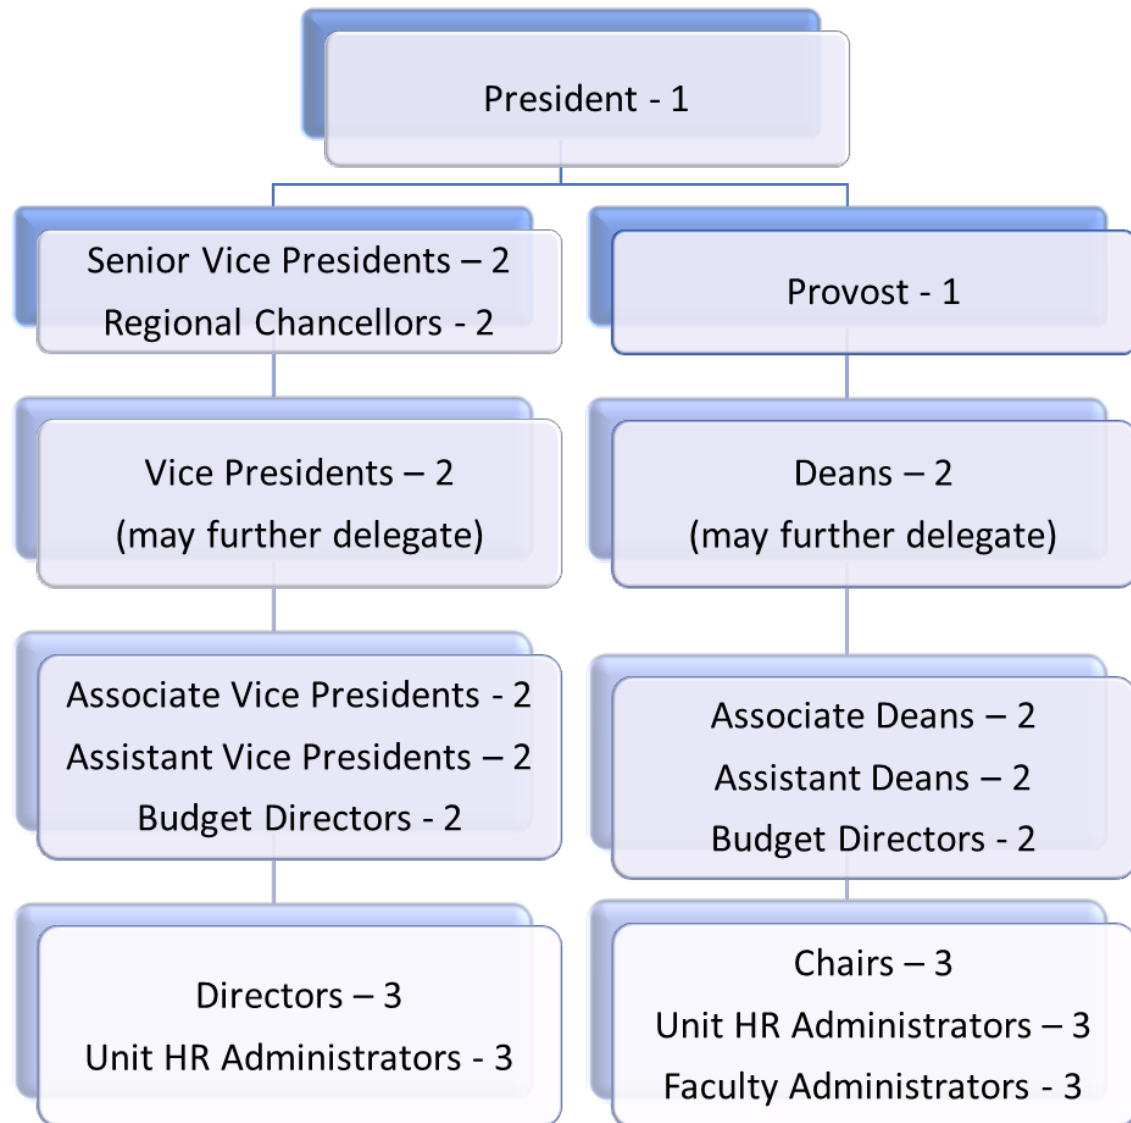 President - 1
Senior Vice Presidents – 2
Regional Chancellors - 2
Provost - 1
Vice Presidents – 2
(may further delegate)
Deans – 2
(may further delegate)
Associate Vice Presidents - 2
Assistant Vice Presidents – 2
Budget Directors - 2
Associate Deans – 2
Assistant Deans – 2
Budget Directors - 2
Directors – 3
Unit HR Administrators - 3
Chairs – 3
Unit HR Administrators – 3
Faculty Administrators - 3